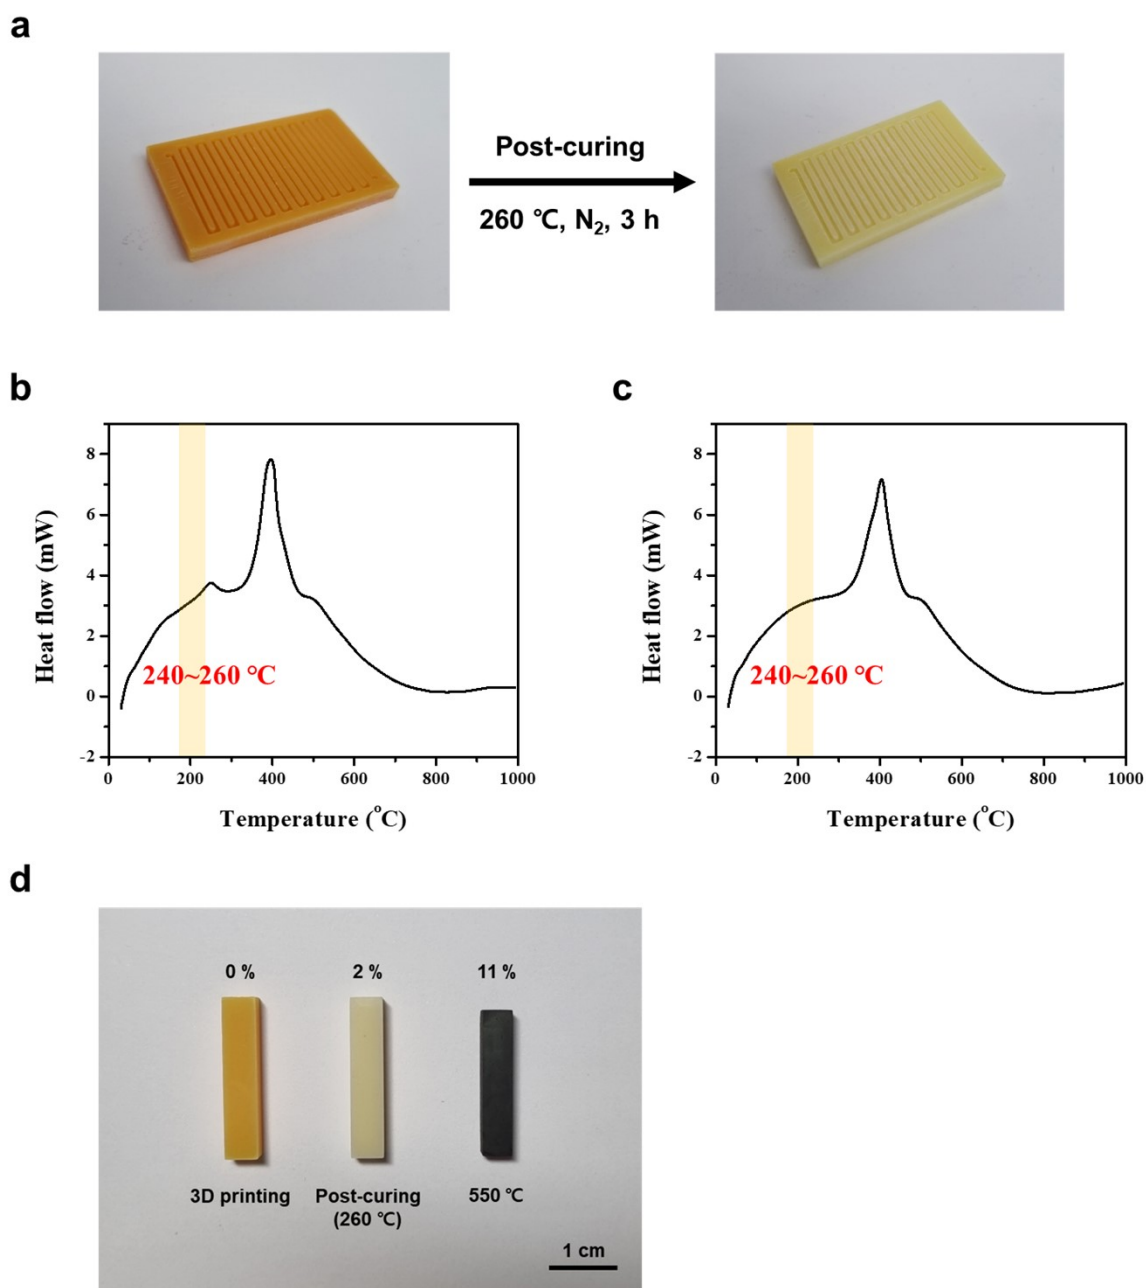 a
Post-curing
260 ℃, N₂, 3 h
b
8
6
4
2
0
-2
Heat flow (mW)
240~260 ℃
0
200
400
600
800
1000
Temperature (°C)
c
8
6
4
2
0
-2
Heat flow (mW)
240~260 ℃
0
200
400
600
800
1000
Temperature (°C)
d
0 %
2 %
11 %
3D printing
Post-curing
(260 ℃)
550 ℃
1 cm